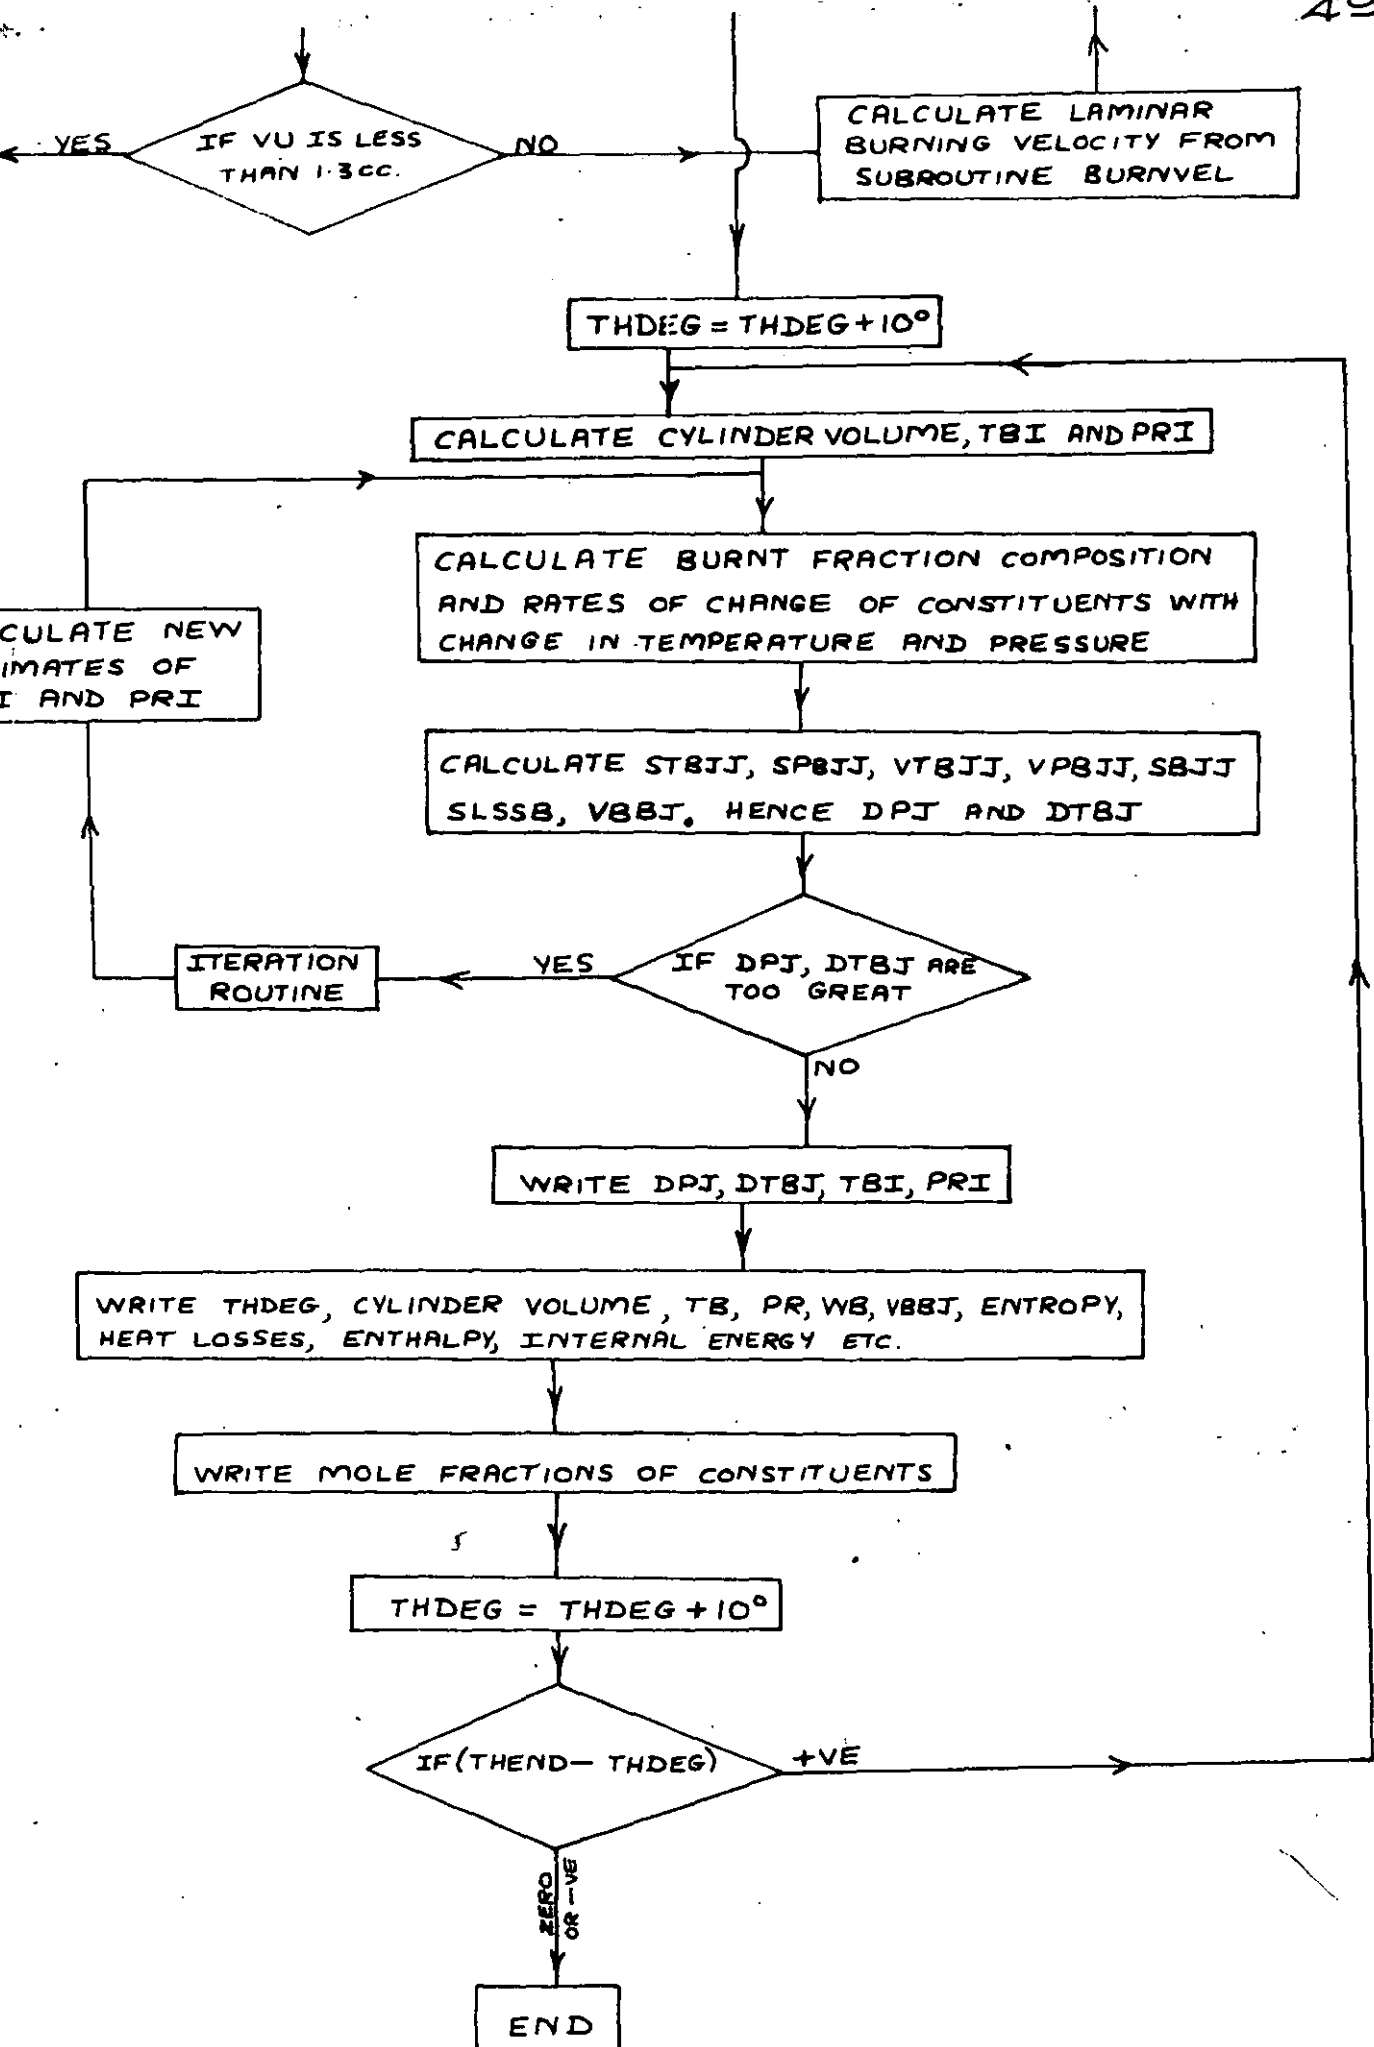 49
IF VU IS LESS
THAN 1.3CC.
YES
NO
CALCULATE LAMINAR
BURNING VELOCITY FROM
SUBROUTINE BURNVEL
THDEG = THDEG + 10°
CALCULATE CYLINDER VOLUME, TBI AND PRI
CALCULATE BURNT FRACTION COMPOSITION
AND RATES OF CHANGE OF CONSTITUENTS WITH
CHANGE IN TEMPERATURE AND PRESSURE
CULATE NEW
IMATES OF
I AND PRI
CALCULATE STBJJ, SPBJJ, VTBJJ, VPBJJ, SBJJ
SLSSB, VBBJ. HENCE DPJ AND DTBJ
IF DPJ, DTBJ ARE
TOO GREAT
YES
ITERATION
ROUTINE
NO
WRITE DPJ, DTBJ, TBI, PRI
WRITE THDEG, CYLINDER VOLUME, TB, PR, WB, VBBJ, ENTROPY,
HEAT LOSSES, ENTHALPY, INTERNAL ENERGY ETC.
WRITE MOLE FRACTIONS OF CONSTITUENTS
THDEG = THDEG + 10°
IF (THEND - THDEG)
+VE
ZERO
OR -VE
END